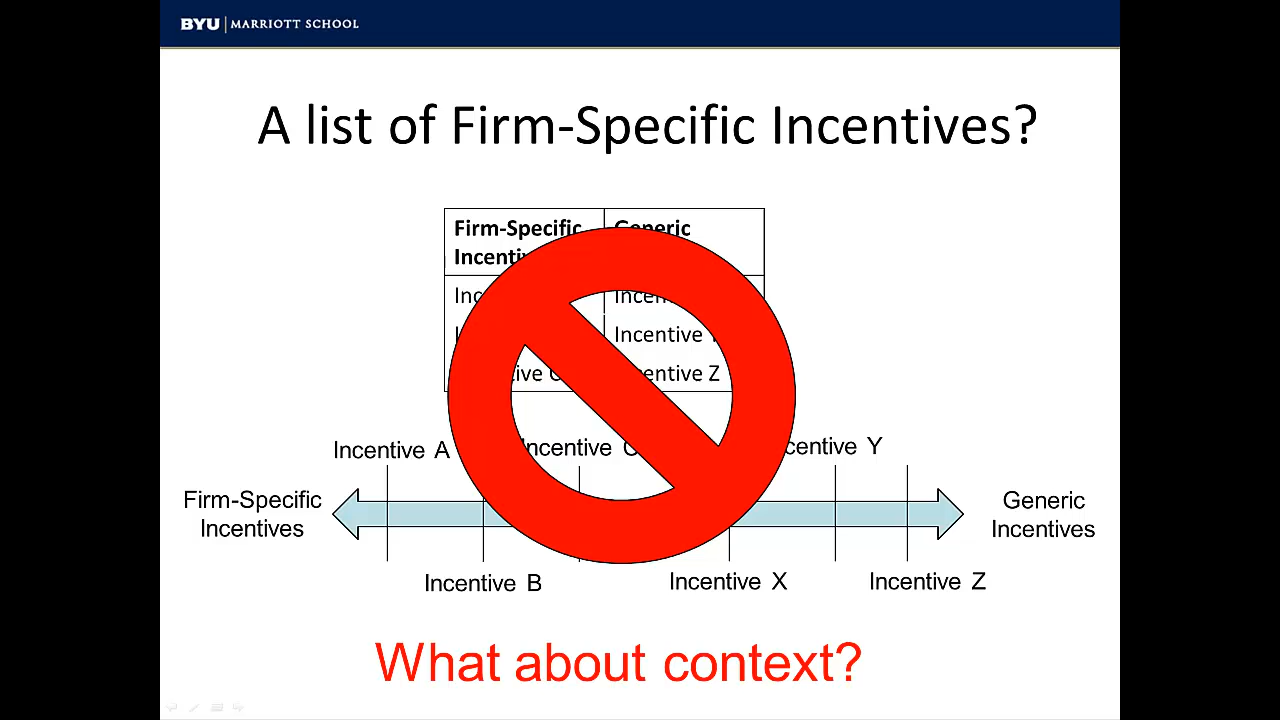 BYU | MARRIOTT SCHOOL
A list of Firm-Specific Incentives?
Firm-Specific Generic
Incentive Y
Incentive Z
Incentive A Incentive Y
Firm-Specific
Incentives
Generic
Incentives
Incentive B Incentive X Incentive Z
What about context?